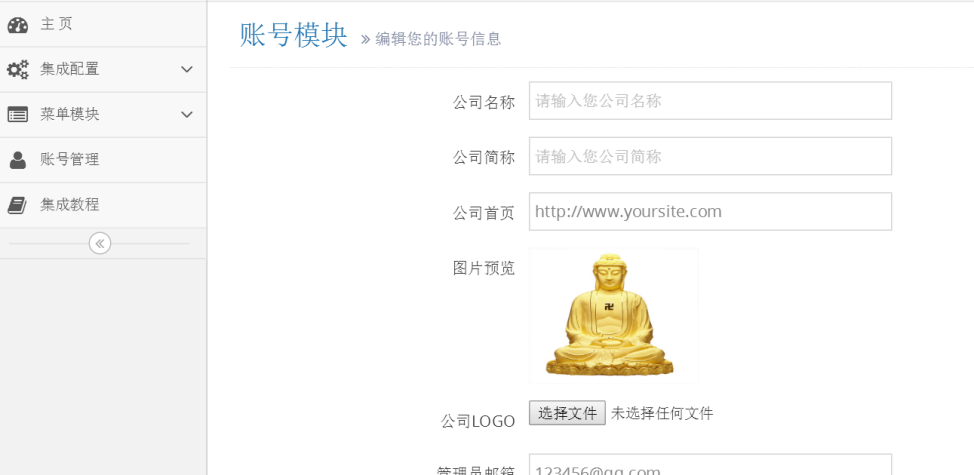 主 页
集成配置
菜单模块
账号管理
集成教程
账号模块 » 编辑您的账号信息
公司名称 请输入您公司名称
公司简称 请输入您公司简称
公司首页 http://www.yoursite.com
图片预览
卍
公司LOGO 选择文件 未选择任何文件
管理员邮箱 123456@qq.com